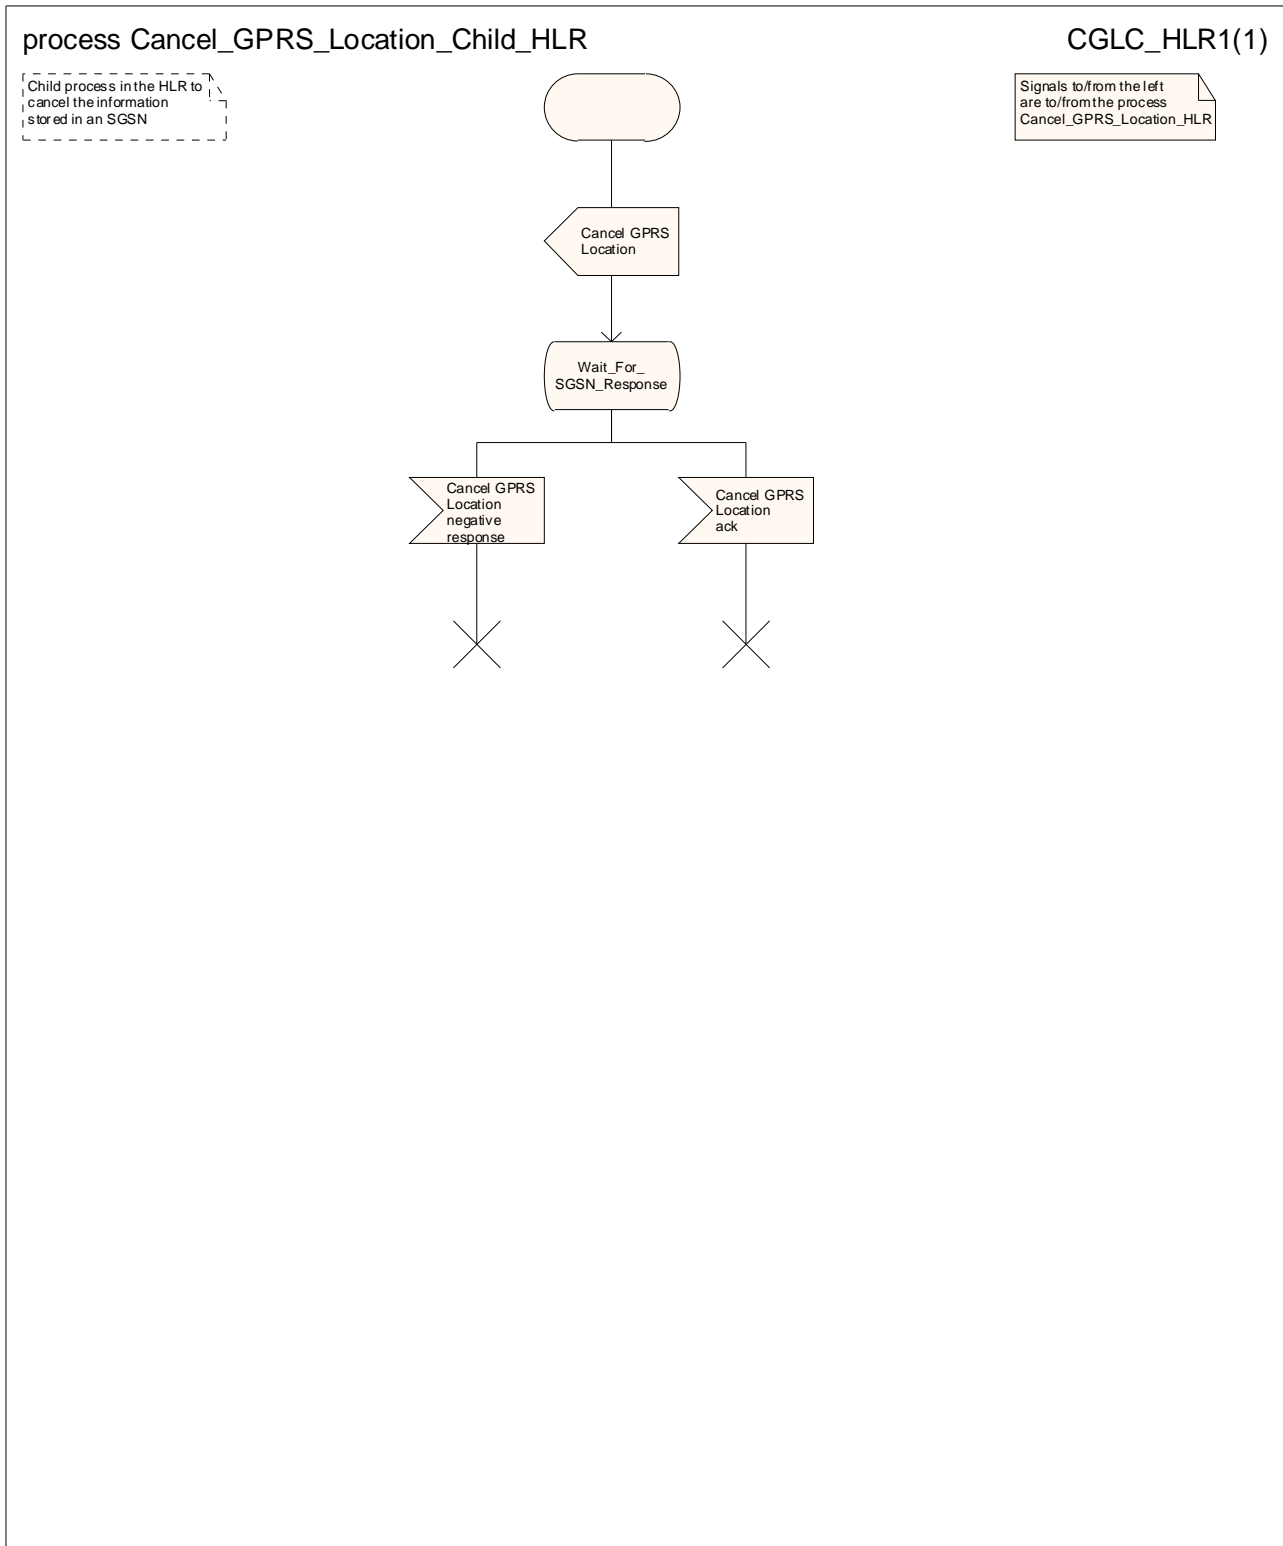 process Cancel_GPRS_Location_Child_HLR
CGLC_HLR1(1)
Child process in the HLR to
cancel the information
stored in an SGSN
Signals to/from the left
are to/from the process
Cancel_GPRS_Location_HLR
Cancel GPRS
Location
Wait_For_
SGSN_Response
Cancel GPRS
Location
negative
response
Cancel GPRS
Location
ack